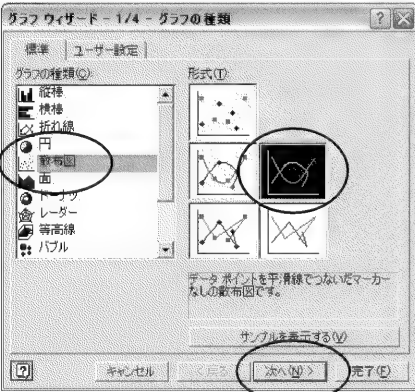 グラフ ウィザード - 1/4 - グラフの種類
標準
ユーザー設定
グラフの種類(C):
形式(T):
縦棒
横棒
折れ線
円
散布図
面
ドーナツ
レーダー
等高線
バブル
データ ポイントを平滑線でつないだマーカー
なしの散布図です。
サンプルを表示する(V)
キャンセル
< 戻る(B)
次へ(N) >
完了(F)